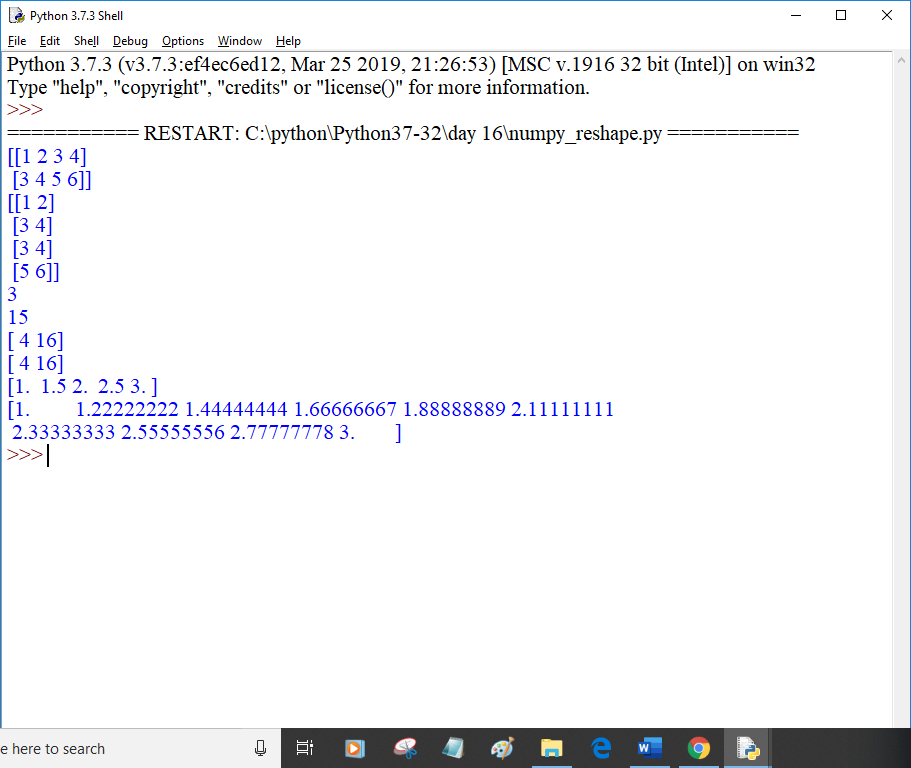 Python 3.7.3 Shell
File Edit Shell Debug Options Window Help
Python 3.7.3 (v3.7.3:ef4ec6ed12, Mar 25 2019, 21:26:53) [MSC v.1916 32 bit (Intel)] on win32
Type "help", "copyright", "credits" or "license()" for more information.
>>>
=========== RESTART: C:\python\Python37-32\day 16\numpy_reshape.py ===========
[[1 2 3 4]
 [3 4 5 6]]
[[1 2]
 [3 4]
 [3 4]
 [5 6]]
3
15
[ 4 16]
[ 4 16]
[1.  1.5 2.  2.5 3. ]
[1.         1.22222222 1.44444444 1.66666667 1.88888889 2.11111111
 2.33333333 2.55555556 2.77777778 3.        ]
>>>
e here to search